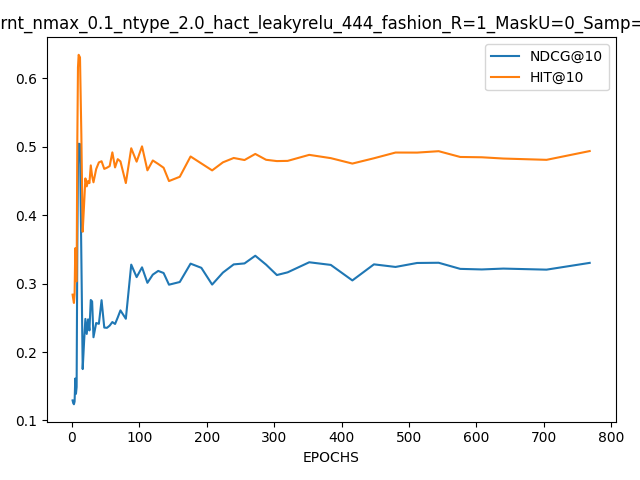 rnt_nmax_0.1_ntype_2.0_hact_leakyrelu_444_fashion_R=1_MaskU=0_Samp=
NDCG@10
HIT@10
0.6
0.5
0.4
0.3
0.2
0.1
0 100 200 300 400 500 600 700 800
EPOCHS